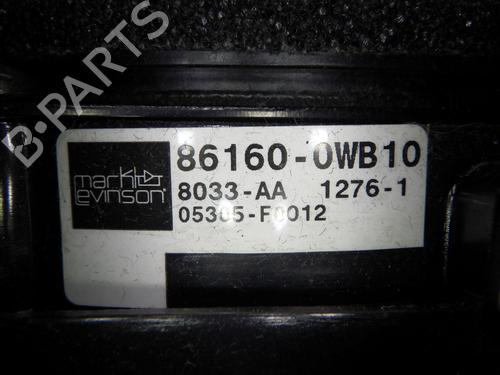 B-PARTS
mark
levinson
86160-0WB10
8033-AA 1276-1
05305-F0012